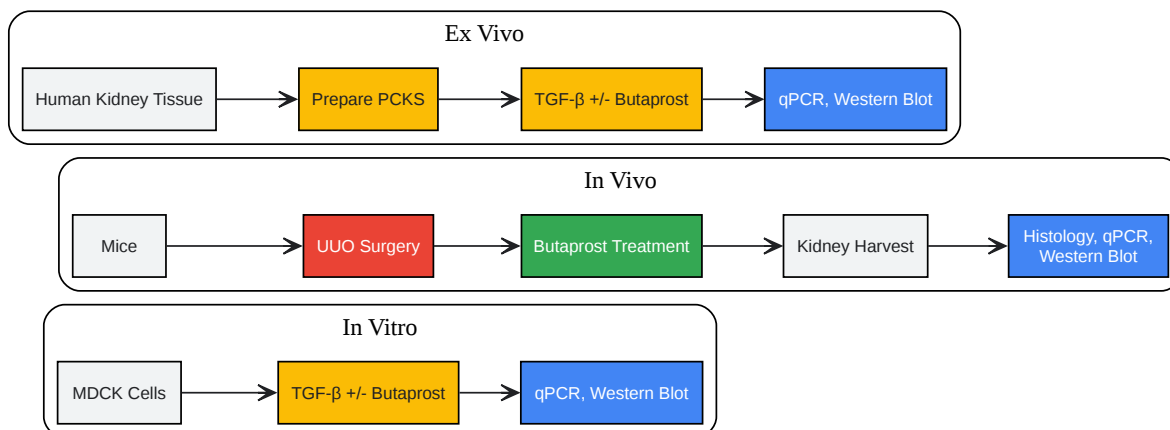 Ex Vivo
Human Kidney Tissue
Prepare PCKS
TGF-β +/- Butaprost
qPCR, Western Blot
In Vivo
Mice
UUO Surgery
Butaprost Treatment
Kidney Harvest
Histology, qPCR,
Western Blot
In Vitro
MDCK Cells
TGF-β +/- Butaprost
qPCR, Western Blot